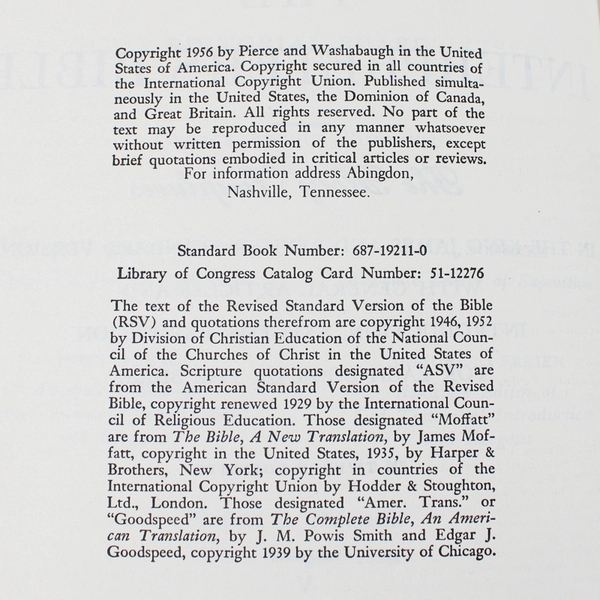 Copyright 1956 by Pierce and Washabaugh in the United
States of America. Copyright secured in all countries of
the International Copyright Union. Published simulta-
neously in the United States, the Dominion of Canada,
and Great Britain. All rights reserved. No part of the
text may be reproduced in any manner whatsoever
without written permission of the publishers, except
brief quotations embodied in critical articles or reviews.
For information address Abingdon,
Nashville, Tennessee.
Standard Book Number: 687-19211-0
Library of Congress Catalog Card Number: 51-12276
The text of the Revised Standard Version of the Bible
(RSV) and quotations therefrom are copyright 1946, 1952
by Division of Christian Education of the National Coun-
cil of the Churches of Christ in the United States of
America. Scripture quotations designated “ASV” are
from the American Standard Version of the Revised
Bible, copyright renewed 1929 by the International Coun-
cil of Religious Education. Those designated “Moffatt”
are from The Bible, A New Translation, by James Mof-
fatt, copyright in the United States, 1935, by Harper &
Brothers, New York; copyright in countries of the
International Copyright Union by Hodder & Stoughton,
Ltd., London. Those designated “Amer. Trans.” or
“Goodspeed” are from The Complete Bible, An Ameri-
can Translation, by J. M. Powis Smith and Edgar J.
Goodspeed, copyright 1939 by the University of Chicago.